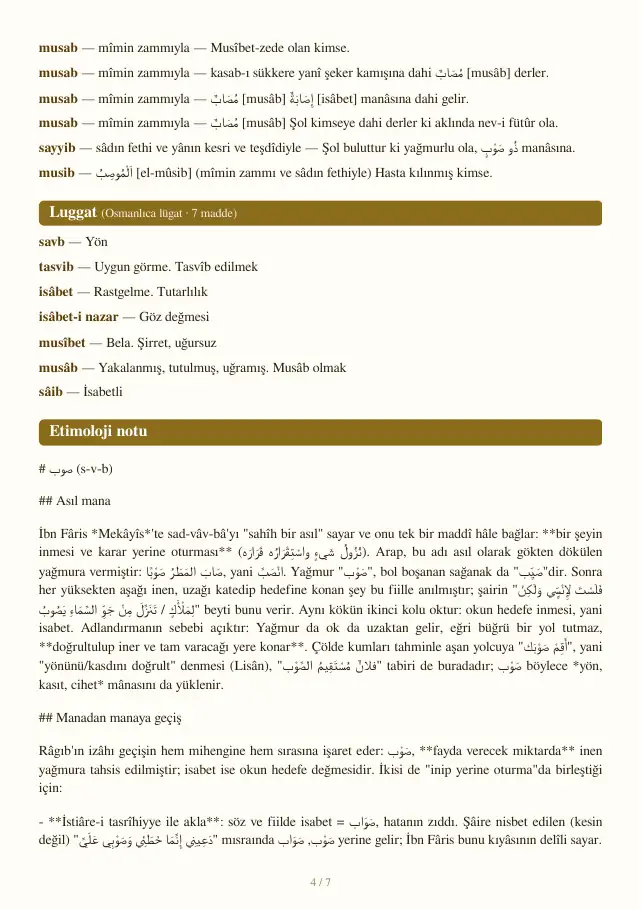 musab — mîmin zammıyla — Musîbet-zede olan kimse.
musab — mîmin zammıyla — kasab-ı sükkere yanî şeker kamışına dahi مُصَابٌ [musâb] derler.
musab — mîmin zammıyla — مُصَابٌ [musâb] إِصَابَةٌ [isâbet] manâsına dahi gelir.
musab — mîmin zammıyla — مُصَابٌ [musâb] Şol kimseye dahi derler ki aklında nev-i fütûr ola.
sayyib — sâdın fethi ve yânın kesri ve teşdîdiyle — Şol buluttur ki yağmurlu ola, ذُو صَوْبٍ manâsına.
musib — اَلْمُوصِبُ [el-mûsib] (mîmin zammı ve sâdın fethiyle) Hasta kılınmış kimse.
Luggat (Osmanlıca lügat · 7 madde)
savb — Yön
tasvib — Uygun görme. Tasvîb edilmek
isâbet — Rastgelme. Tutarlılık
isâbet-i nazar — Göz değmesi
musîbet — Bela. Şirret, uğursuz
musâb — Yakalanmış, tutulmuş, uğramış. Musâb olmak
sâib — İsabetli
Etimoloji notu
# صوب (s-v-b)
## Asıl mana
İbn Fâris *Mekâyîs*'te sad-vâv-bâ'yı "sahîh bir asıl" sayar ve onu tek bir maddî hâle bağlar: **bir şeyin
inmesi ve karar yerine oturması** (نُزُولُ شَيْءٍ وَاسْتِقْرَارُه قَرَارَه). Arap, bu adı asıl olarak gökten dökülen
yağmura vermiştir: صَابَ المَطَرُ صَوْبًا, yani انْصَبَّ. Yağmur "صَوْب", bol boşanan sağanak da "صَيِّب"dir. Sonra
her yüksekten aşağı inen, uzağı katedip hedefine konan şey bu fiille anılmıştır; şairin "فَلَسْتَ لِإِنْسِيٍّ وَلَكِنْ
لِمَلْأَكٍ / تَنَزَّلَ مِنْ جَوِّ السَّمَاءِ يَصُوبُ" beyti bunu verir. Aynı kökün ikinci kolu oktur: okun hedefe inmesi, yani
isabet. Adlandırmanın sebebi açıktır: Yağmur da ok da uzaktan gelir, eğri büğrü bir yol tutmaz,
**doğrultulup iner ve tam varacağı yere konar**. Çölde kumları tahminle aşan yolcuya "أَقِمْ صَوْبَك", yani
"yönünü/kasdını doğrult" denmesi (Lisân), "فلانٌ مُسْتَقِيمُ الصَّوْب" tabiri de buradadır; صَوْب böylece *yön,
kasıt, cihet* mânasını da yüklenir.
## Manadan manaya geçiş
Râgıb'ın izâhı geçişin hem mihengine hem sırasına işaret eder: صَوْب, **fayda verecek miktarda** inen
yağmura tahsis edilmiştir; isabet ise okun hedefe değmesidir. İkisi de "inip yerine oturma"da birleştiği
için:
- **İstiâre-i tasrîhiyye ile akla**: söz ve fiilde isabet = صَوَاب, hatanın zıddı. Şâire nisbet edilen (kesin
değil) "دَعِينِي إِنَّمَا خَطَئِي وَصَوْبِي عَلَيَّ" mısraında صَوْب, صَوَاب yerine gelir; İbn Fâris bunu kıyâsının delîli sayar.
4 / 7